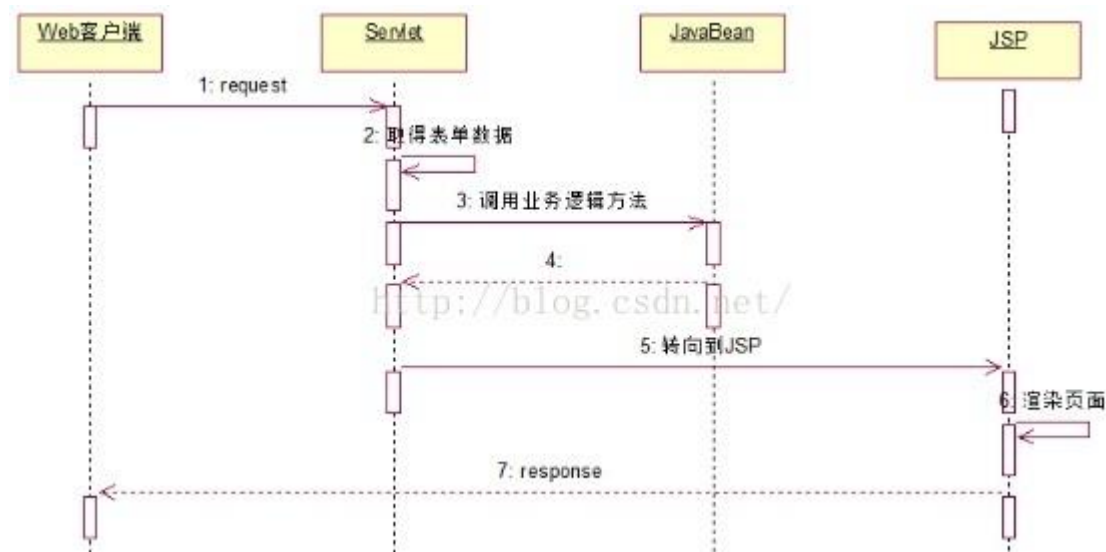 Web客户端
Servlet
JavaBean
JSP
1: request
2: 取得表单数据
3: 调用业务逻辑方法
4:
http://blog.csdn.net/
5: 转向到JSP
6: 渲染页面
7: response